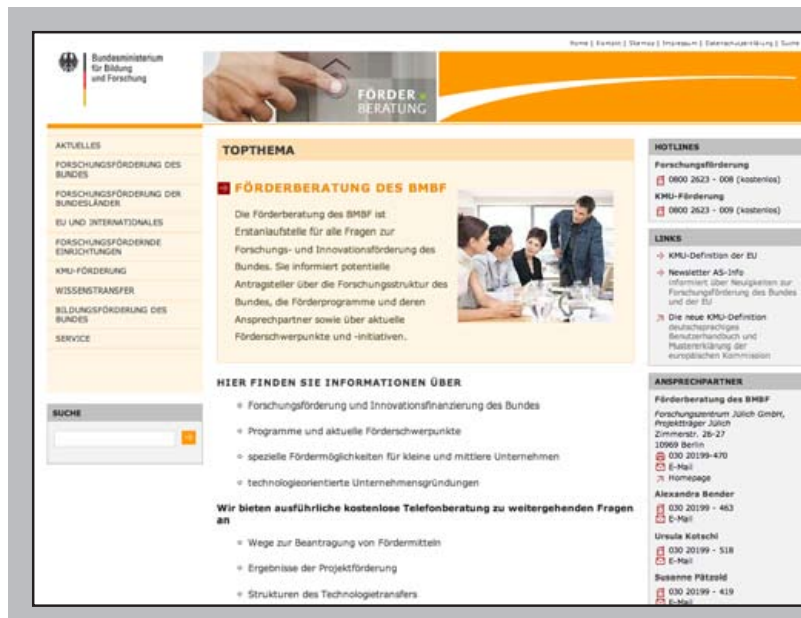 Home | Kontakt | Sitemap | Impressum | Datenschutzerklärung | Suche
Bundesministerium
für Bildung
und Forschung
FÖRDER
BERATUNG
AKTUELLES
FORSCHUNGSFÖRDERUNG DES
BUNDES
FORSCHUNGSFÖRDERUNG DER
BUNDESLÄNDER
EU UND INTERNATIONALES
FORSCHUNGSFÖRDERNDE
EINRICHTUNGEN
KMU-FÖRDERUNG
WISSENSTRANSFER
BILDUNGSFÖRDERUNG DES
BUNDES
SERVICE
SUCHE
TOPTHEMA
FÖRDERBERATUNG DES BMBF
Die Förderberatung des BMBF ist
Erstanlaufstelle für alle Fragen zur
Forschungs- und Innovationsförderung des
Bundes. Sie informiert potentielle
Antragsteller über die Forschungsstruktur des
Bundes, die Förderprogramme und deren
Ansprechpartner sowie über aktuelle
Förderschwerpunkte und -initiativen.
HIER FINDEN SIE INFORMATIONEN ÜBER
Forschungsförderung und Innovationsfinanzierung des Bundes
Programme und aktuelle Förderschwerpunkte
spezielle Fördermöglichkeiten für kleine und mittlere Unternehmen
technologieorientierte Unternehmensgründungen
Wir bieten ausführliche kostenlose Telefonberatung zu weitergehenden Fragen
an
Wege zur Beantragung von Fördermitteln
Ergebnisse der Projektförderung
Strukturen des Technologietransfers
HOTLINES
Forschungsförderung
0800 2623 - 008 (kostenlos)
KMU-Förderung
0800 2623 - 009 (kostenlos)
LINKS
KMU-Definition der EU
Newsletter AS-Info
informiert über Neuigkeiten zur
Forschungsförderung des Bundes
und der EU
Die neue KMU-Definition
deutschsprachiges
Benutzerhandbuch und
Mustererklärung der
europäischen Kommission
ANSPRECHPARTNER
Förderberatung des BMBF
Forschungszentrum Jülich GmbH,
Projektträger Jülich
Zimmerstr. 26-27
10969 Berlin
030 20199-470
E-Mail
Homepage
Alexandra Bender
030 20199 - 463
E-Mail
Ursula Kotschi
030 20199 - 518
E-Mail
Susanne Pätzold
030 20199 - 419
E-Mail